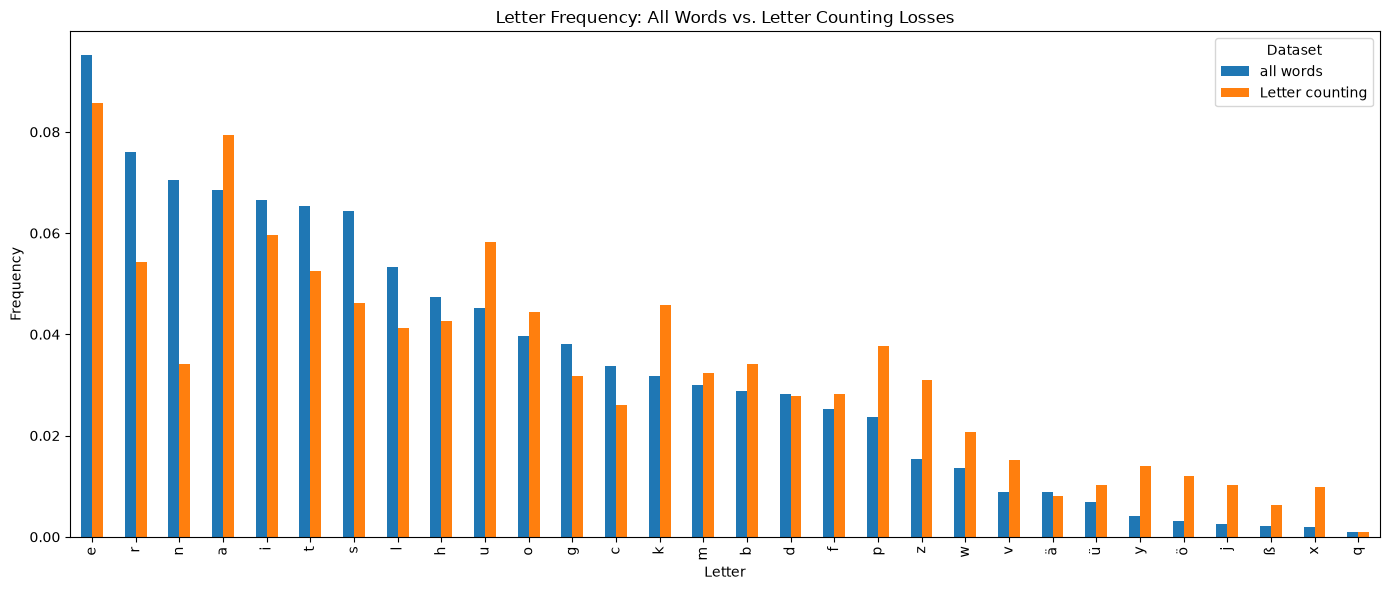 Letter Frequency: All Words vs. Letter Counting Losses
Dataset
all words
Letter counting
Frequency
0.08
0.06
0.04
0.02
0.00
e r n a i t s l h u o g c k m b d f p z w v ä ü y ö j ß x q
Letter